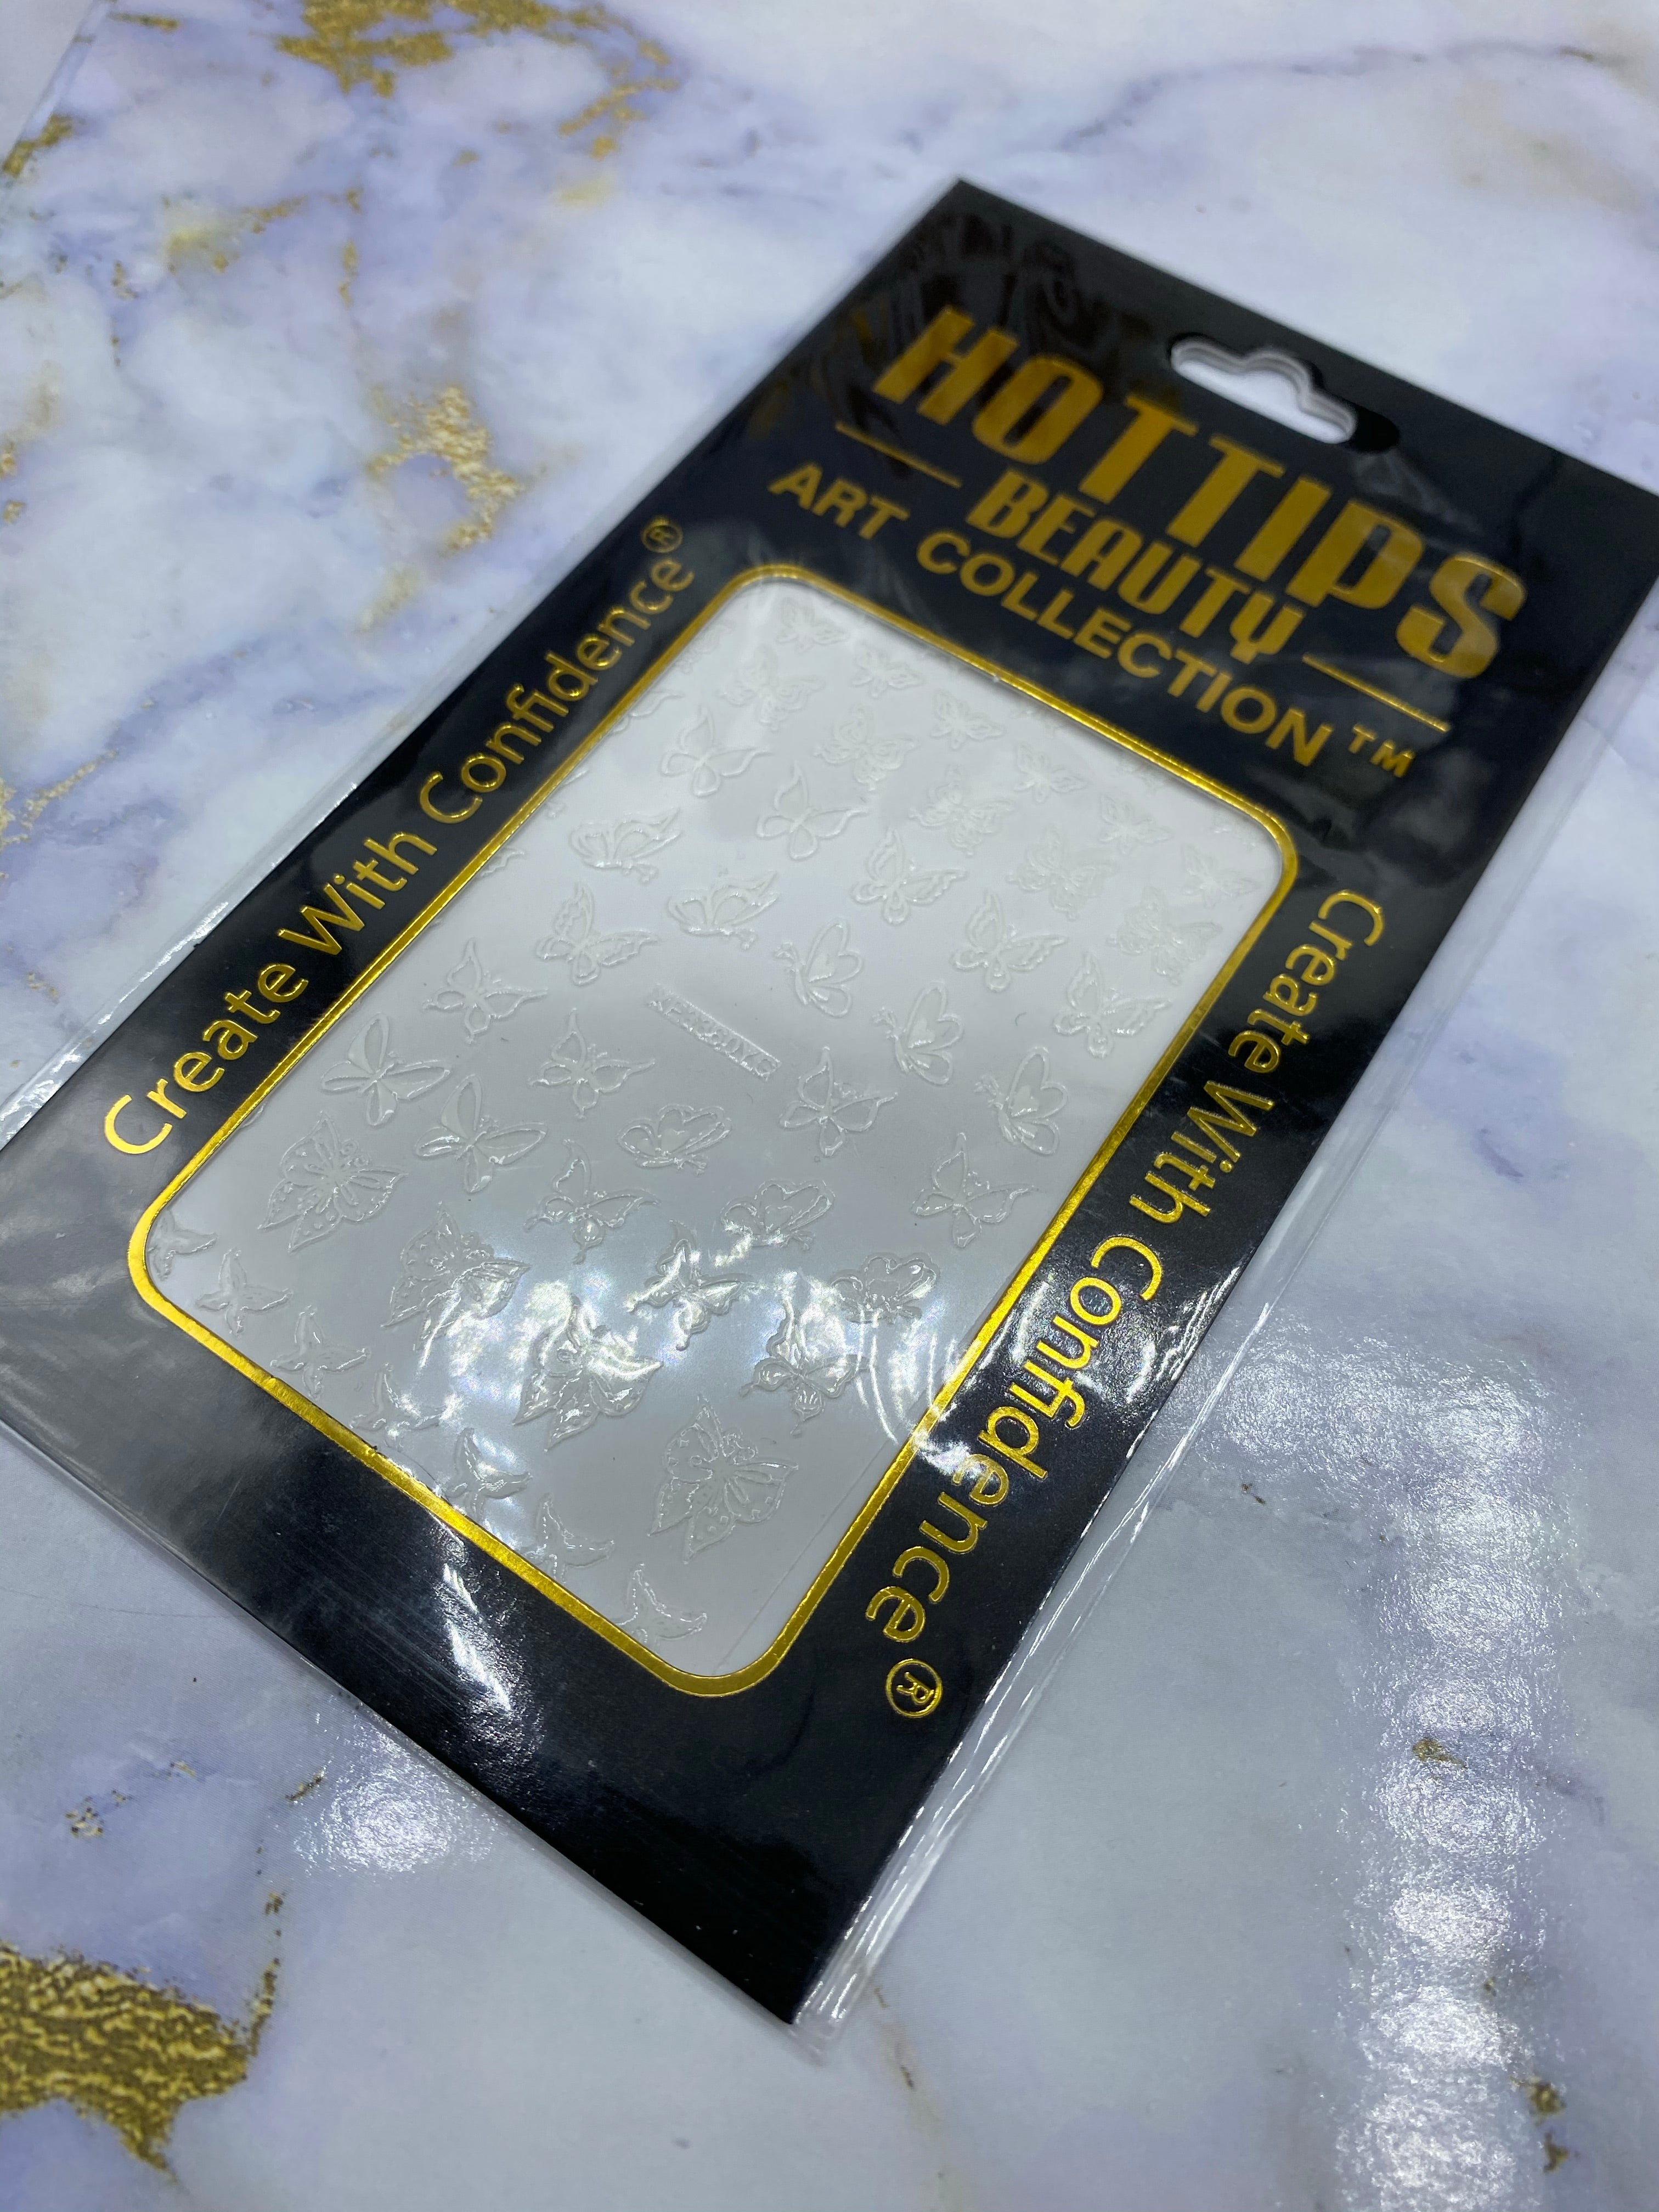 HOTTIPS
BEAUTY
ART COLLECTION™
Create With Confidence®
Create With Confidence®